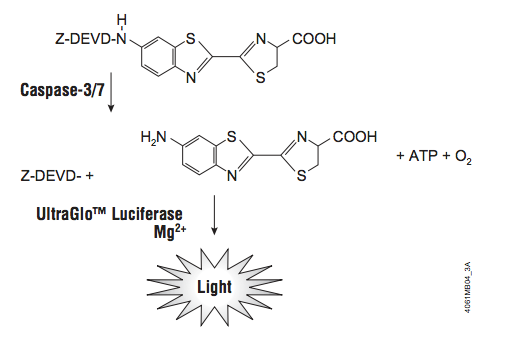 H
Z-DEVD-N
S
N
N
S
COOH
Caspase-3/7
H₂N
S
N
N
S
COOH
+ ATP + O₂
Z-DEVD- +
UltraGlo™ Luciferase
Mg²⁺
Light
4061MB04_3A